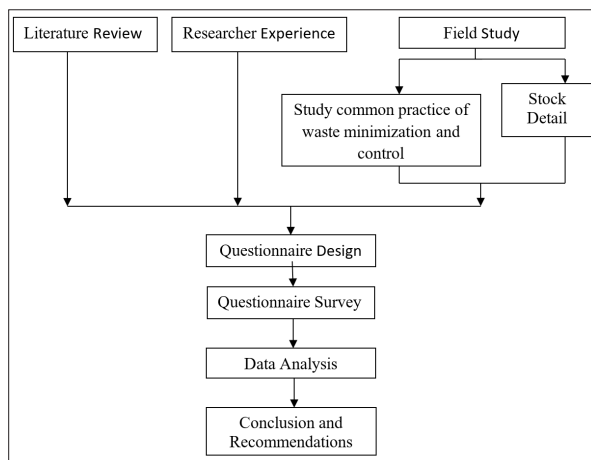 Literature Review
Researcher Experience
Field Study
Study common practice of
waste minimization and
control
Stock
Detail
Questionnaire Design
Questionnaire Survey
Data Analysis
Conclusion and
Recommendations